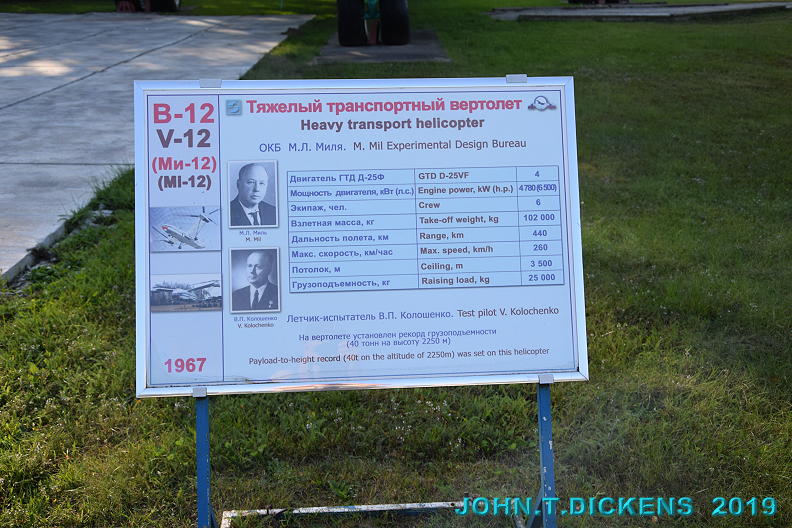 В-12
V-12
(Ми-12)
(MI-12)
1967
Тяжелый транспортный вертолет
Heavy transport helicopter
ОКБ М.Л. Миля. M. Mil Experimental Design Bureau
М.Л. Миль
M. Mil
В.П. Колошенко
V. Kolochenko
Двигатель ГТД Д-25Ф GTD D-25VF 4
Мощность двигателя, кВт (л.с.) Engine power, kW (h.p.) 4780 (6500)
Экипаж, чел. Crew 6
Взлетная масса, кг Take-off weight, kg 102 000
Дальность полета, км Range, km 440
Макс. скорость, км/час Max. speed, km/h 260
Потолок, м Ceiling, m 3 500
Грузоподъемность, кг Raising load, kg 25 000
Летчик-испытатель В.П. Колошенко. Test pilot V. Kolochenko
На вертолете установлен рекорд грузоподъемности
(40 тонн на высоту 2250 м)
Payload-to-height record (40t on the altitude of 2250m) was set on this helicopter
JOHN.T.DICKENS 2019